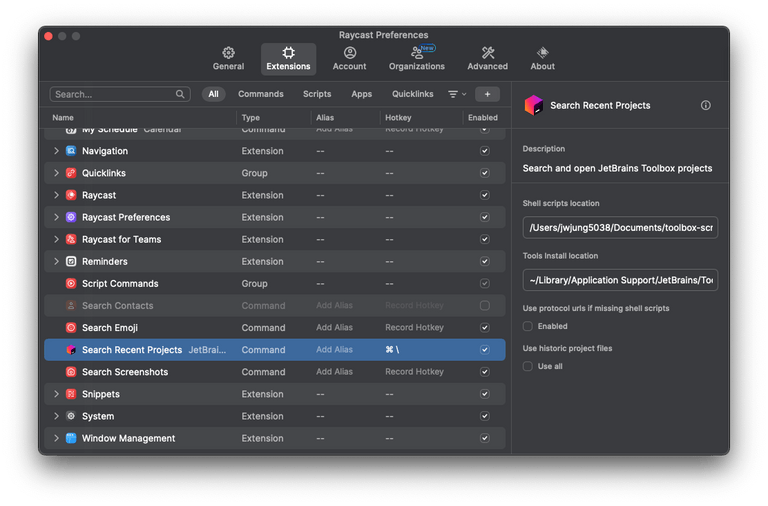 Raycast Preferences
General
Extensions
Account
New
Organizations
Advanced
About
Search...
All
Commands
Scripts
Apps
Quicklinks
+
Name Type Alias Hotkey Enabled
My Schedule Calendar Command Add Alias Record Hotkey
Navigation Extension -- --
Quicklinks Group -- --
Raycast Extension -- --
Raycast Preferences Extension -- --
Raycast for Teams Extension -- --
Reminders Extension -- --
Script Commands Group -- --
Search Contacts Command Add Alias Record Hotkey
Search Emoji Command Add Alias Record Hotkey
Search Recent Projects JetBrai... Command Add Alias ⌘ \
Search Screenshots Command Add Alias Record Hotkey
Snippets Extension -- --
System Extension -- --
Window Management Extension -- --
Search Recent Projects
Description
Search and open JetBrains Toolbox projects
Shell scripts location
/Users/jwjung5038/Documents/toolbox-scr
Tools Install location
~/Library/Application Support/JetBrains/Too
Use protocol urls if missing shell scripts
Enabled
Use historic project files
Use all